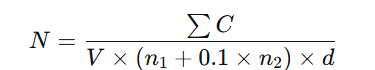 N = ∑C / V × (n₁ + 0.1 × n₂) × d